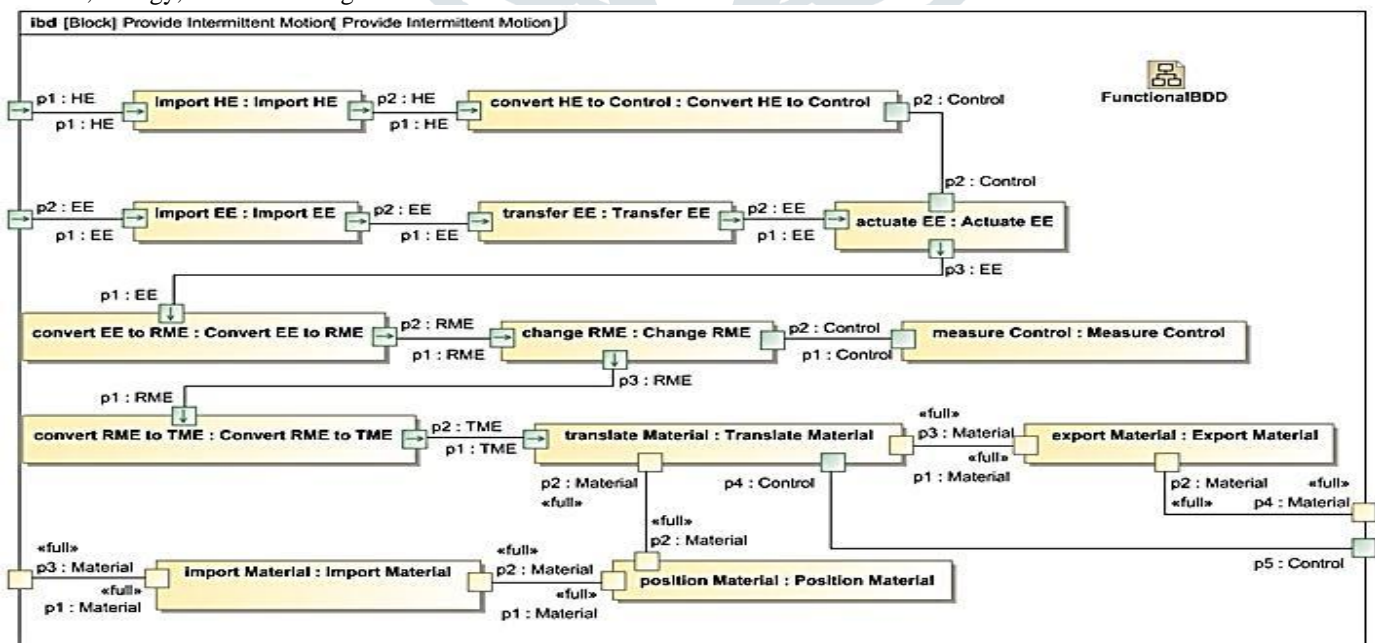 ibd [Block] Provide Intermittent Motion[ Provide Intermittent Motion]
FunctionalBDD
p1 : HE
p1 : HE
import HE : Import HE
p2 : HE
p1 : HE
convert HE to Control : Convert HE to Control
p2 : Control
p2 : Control
p2 : EE
p1 : EE
import EE : Import EE
p2 : EE
p1 : EE
transfer EE : Transfer EE
p2 : EE
p1 : EE
actuate EE : Actuate EE
p3 : EE
p1 : EE
convert EE to RME : Convert EE to RME
p2 : RME
p1 : RME
change RME : Change RME
p2 : Control
p1 : Control
measure Control : Measure Control
p3 : RME
p1 : RME
convert RME to TME : Convert RME to TME
p2 : TME
p1 : TME
translate Material : Translate Material
«full»
p3 : Material
«full»
p1 : Material
export Material : Export Material
p2 : Material
«full»
p4 : Control
p2 : Material
«full»
«full»
p4 : Material
«full»
p2 : Material
p5 : Control
«full»
p3 : Material
«full»
p1 : Material
import Material : Import Material
«full»
p2 : Material
«full»
p1 : Material
position Material : Position Material